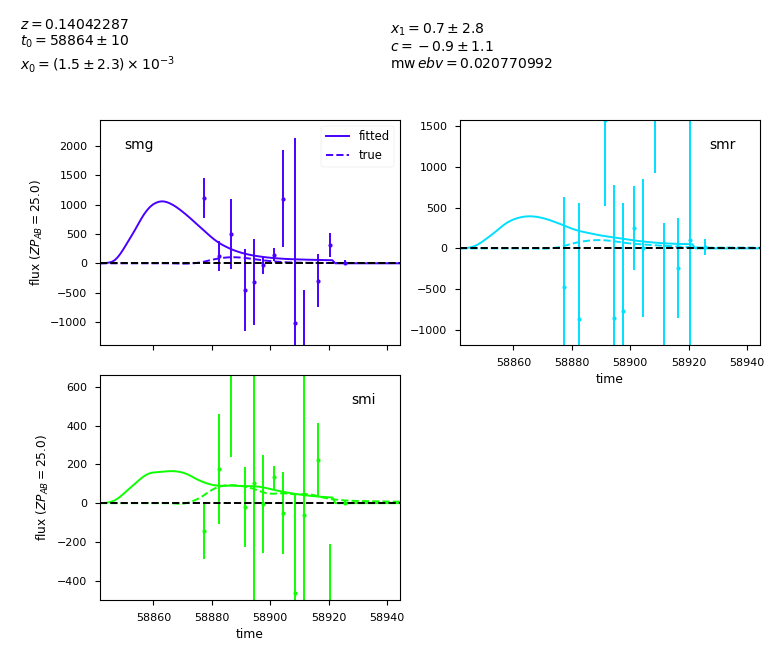 z = 0.14042287
t₀ = 58864 ± 10
x₀ = (1.5 ± 2.3) × 10⁻³
x₁ = 0.7 ± 2.8
c = −0.9 ± 1.1
mw ebv = 0.020770992
smg
fitted
true
2000
1500
1000
500
0
−500
−1000
flux (ZP_AB = 25.0)
smr
1500
1000
500
0
−500
−1000
58860 58880 58900 58920 58940
time
smi
600
400
200
0
−200
−400
flux (ZP_AB = 25.0)
58860 58880 58900 58920 58940
time